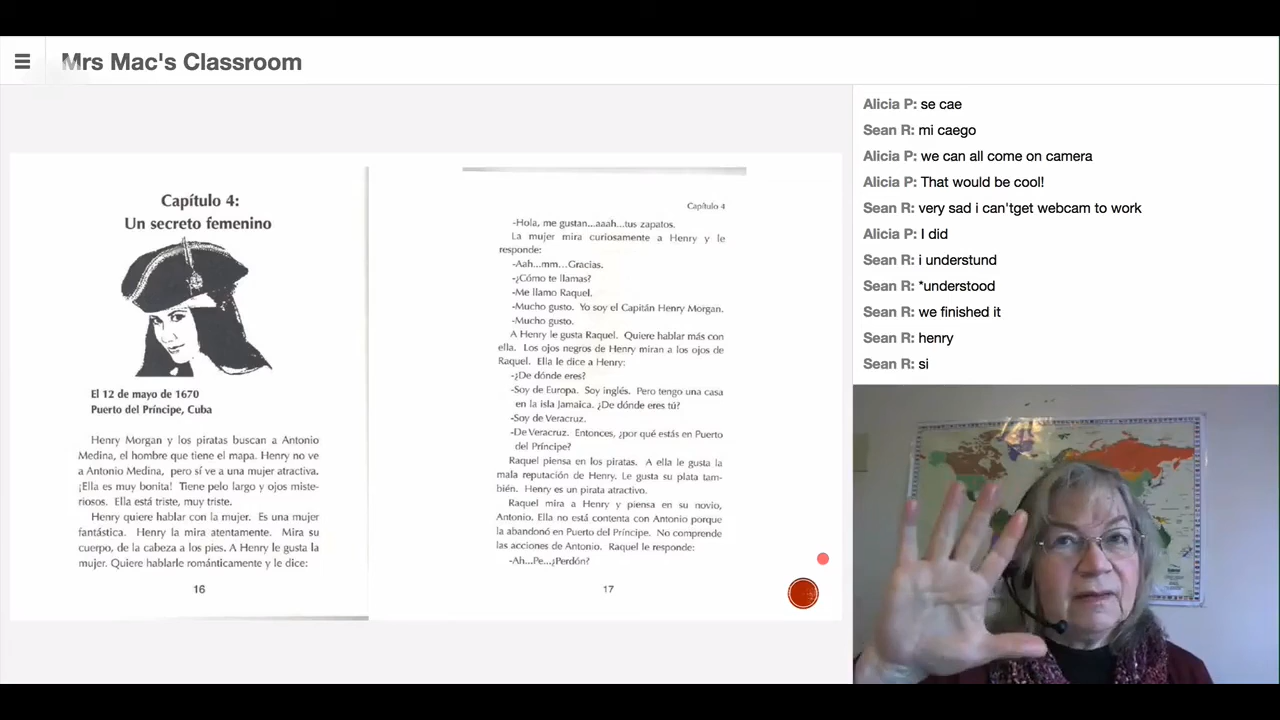 Mrs Mac's Classroom
Capítulo 4:
Un secreto femenino
El 12 de mayo de 1670
Puerto del Príncipe, Cuba
Henry Morgan y los piratas buscan a Antonio
Medina, el hombre que tiene el mapa. Henry no ve
a Antonio Medina, pero sí ve a una mujer atractiva.
¡Ella es muy bonita! Tiene pelo largo y ojos miste-
riosos. Ella está triste, muy triste.
Henry quiere hablar con la mujer. Es una mujer
fantástica. Henry la mira atentamente. Mira su
cuerpo, de la cabeza a los pies. A Henry le gusta la
mujer. Quiere hablarle románticamente y le dice:
16
Capítulo 4
-Hola, me gustan...aaah...tus zapatos.
La mujer mira curiosamente a Henry y le
responde:
-Aah...mm...Gracias.
-¿Cómo te llamas?
-Me llamo Raquel.
-Mucho gusto. Yo soy el Capitán Henry Morgan.
-Mucho gusto.
A Henry le gusta Raquel. Quiere hablar más con
ella. Los ojos negros de Henry miran a los ojos de
Raquel. Ella le dice a Henry:
-¿De dónde eres?
-Soy de Europa. Soy inglés. Pero tengo una casa
en la isla Jamaica. ¿De dónde eres tú?
-Soy de Veracruz.
-De Veracruz. Entonces, ¿por qué estás en Puerto
del Príncipe?
Raquel piensa en los piratas. A ella le gusta la
mala reputación de Henry. Le gusta su plata tam-
bién. Henry es un pirata atractivo.
Raquel mira a Henry y piensa en su novio,
Antonio. Ella no está contenta con Antonio porque
la abandonó en Puerto del Príncipe. No comprende
las acciones de Antonio. Raquel le responde:
-Ah...Pe...¡Perdón?
17
Alicia P: se cae
Sean R: mi caego
Alicia P: we can all come on camera
Alicia P: That would be cool!
Sean R: very sad i can'tget webcam to work
Alicia P: I did
Sean R: i understund
Sean R: *understood
Sean R: we finished it
Sean R: henry
Sean R: si